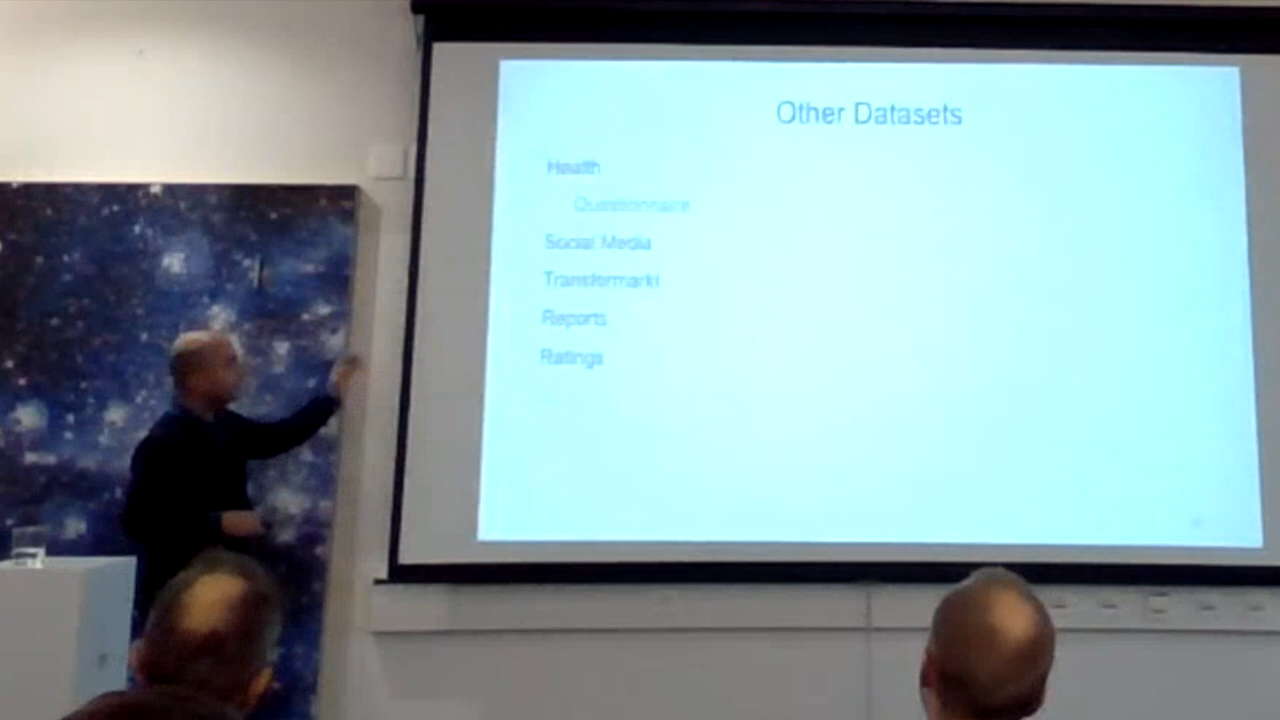 Other Datasets
Health
Questionnaire
Social Media
Transfermarkt
Reports
Ratings